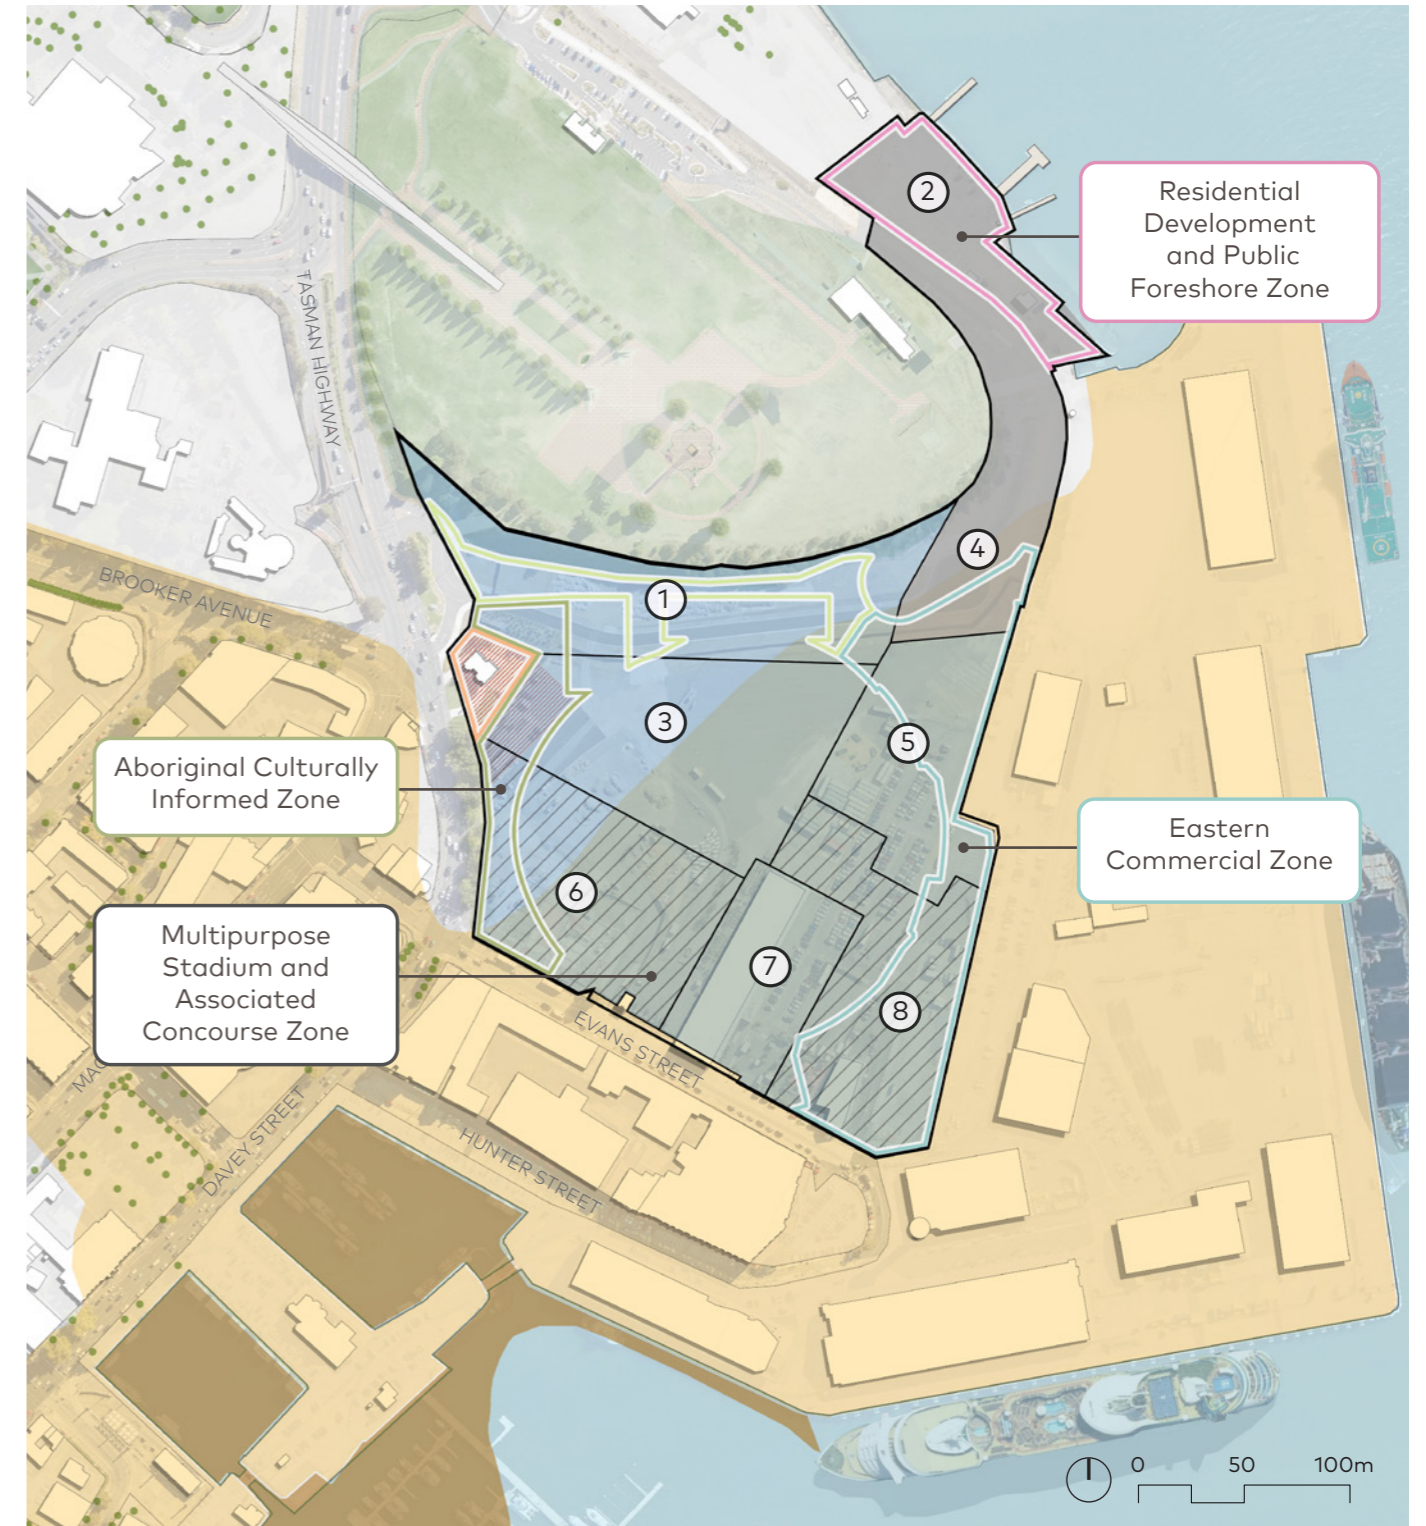 2
Residential
Development
and Public
Foreshore Zone
TASMAN HIGHWAY
4
1
BROOKER AVENUE
3
5
Aboriginal Culturally
Informed Zone
Eastern
Commercial Zone
6
Multipurpose
Stadium and
Associated
Concourse Zone
7
8
EVANS STREET
DAVEY STREET
HUNTER STREET
0 50 100m